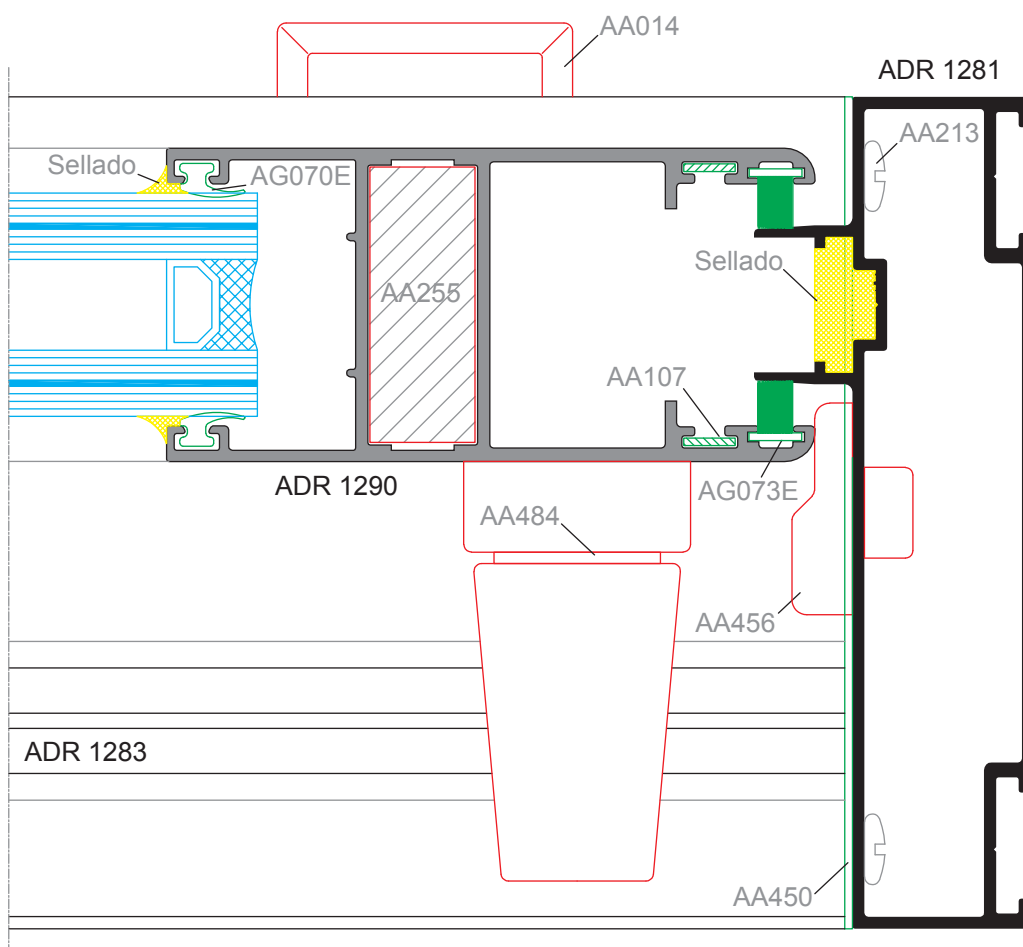 AA014
ADR 1281
AA213
Sellado
AG070E
Sellado
AA255
AA107
ADR 1290
AG073E
AA484
AA456
ADR 1283
AA450